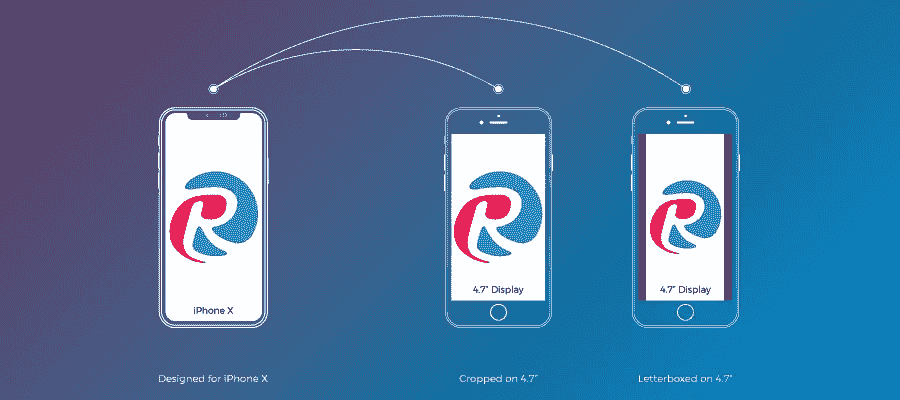 R
iPhone X
Designed for iPhone X
R
4.7" Display
Cropped on 4.7"
R
4.7" Display
Letterboxed on 4.7"